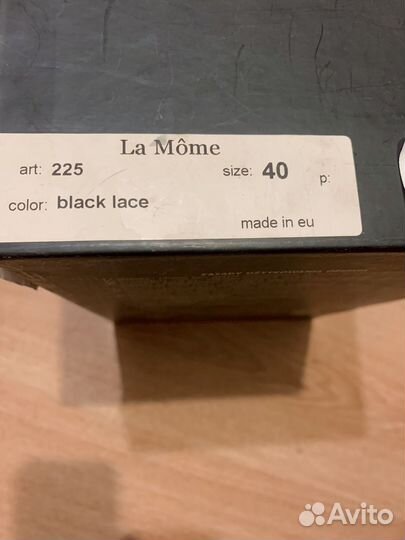 La Môme
art: 225 size: 40 p:
color: black lace
made in eu
Avito